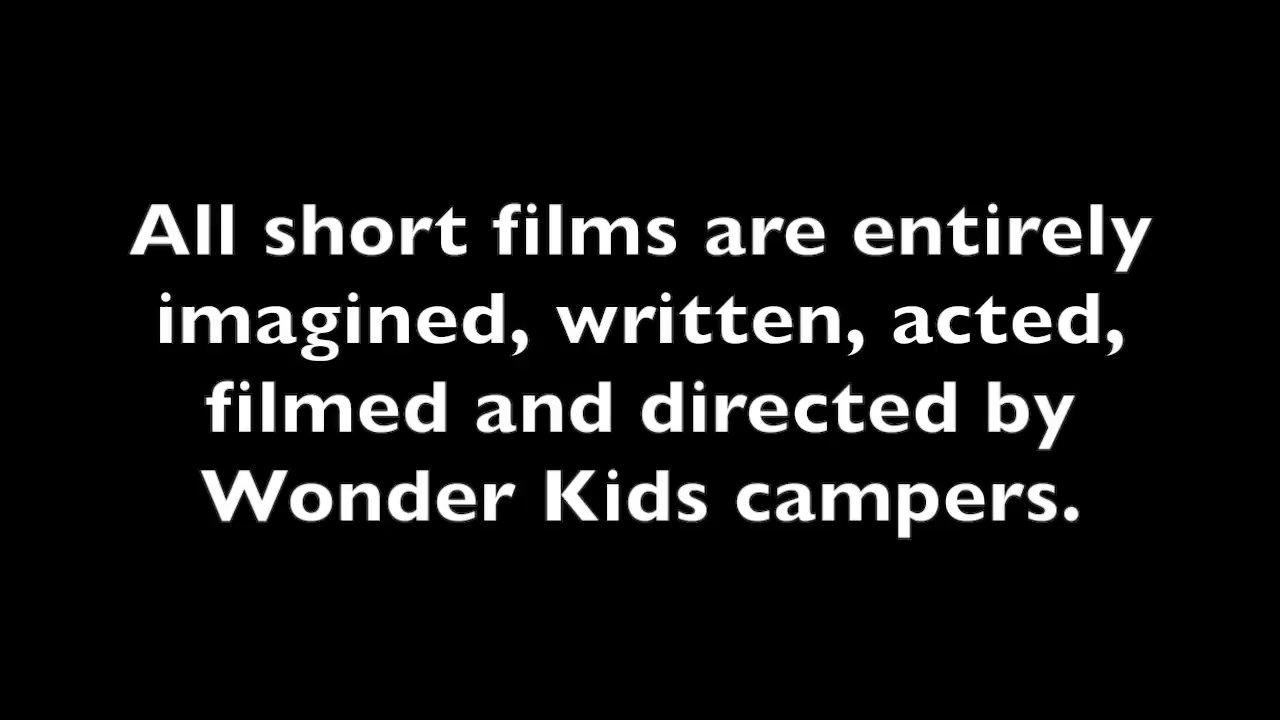 All short films are entirely
imagined, written, acted,
filmed and directed by
Wonder Kids campers.